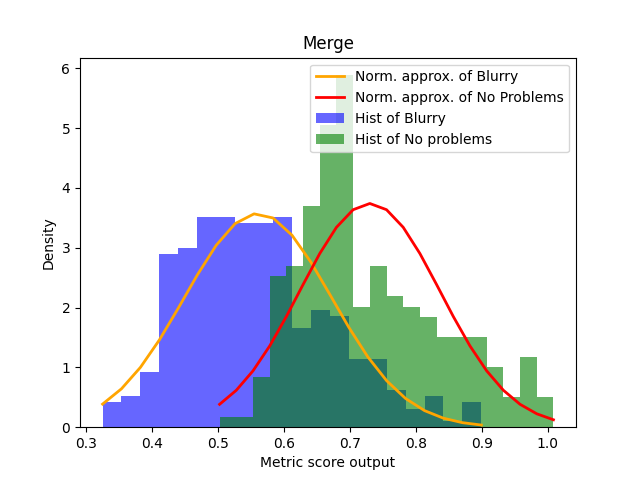 Merge
Norm. approx. of Blurry
Norm. approx. of No Problems
Hist of Blurry
Hist of No problems
Density
6
5
4
3
2
1
0
0.3 0.4 0.5 0.6 0.7 0.8 0.9 1.0
Metric score output